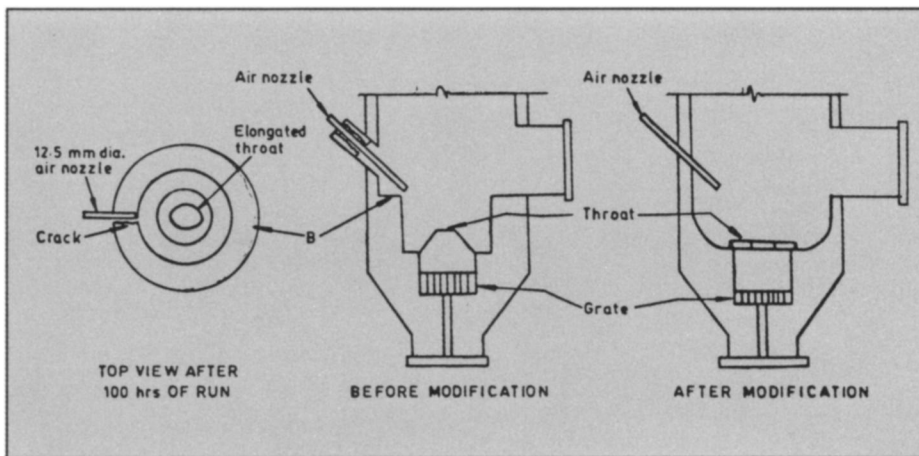 Air nozzle
Elongated
throat
12.5 mm dia.
air nozzle
Crack
B
TOP VIEW AFTER
100 hrs OF RUN
Throat
Grate
BEFORE MODIFICATION
Air nozzle
AFTER MODIFICATION